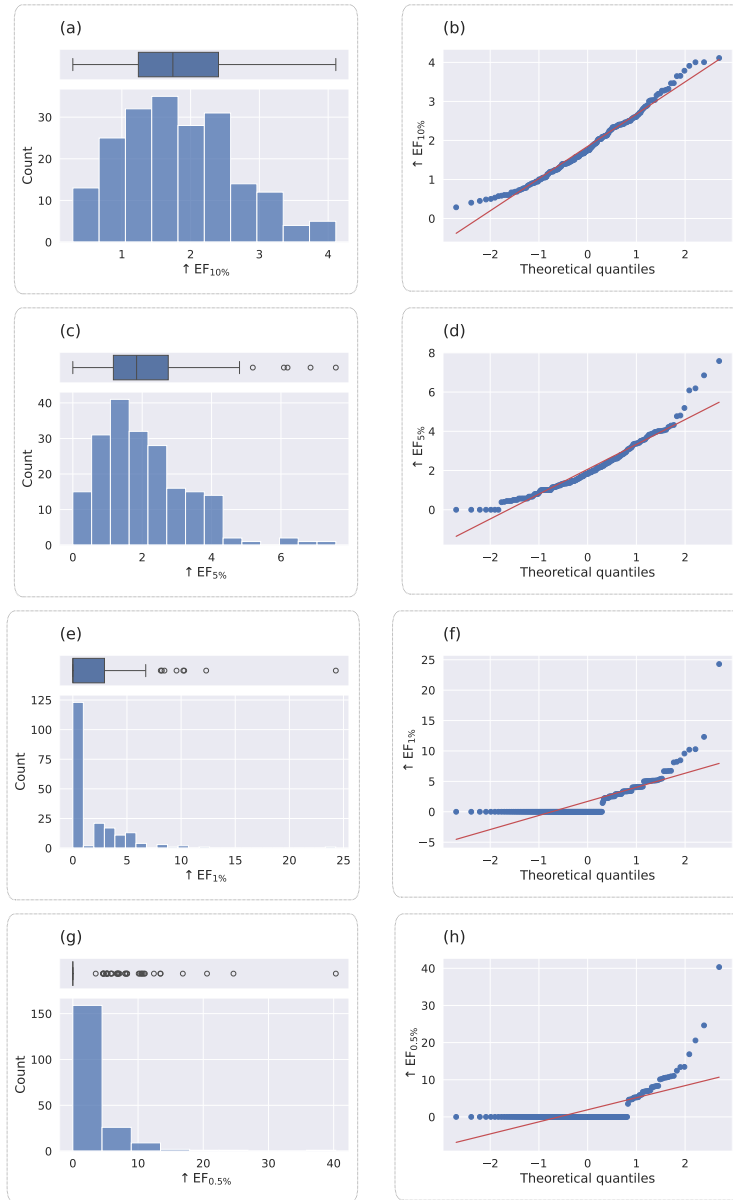 (a)
30
20
10
0
Count
1 2 3 4
↑ EF10%
(b)
4
3
2
1
0
↑ EF10%
−2 −1 0 1 2
Theoretical quantiles
(c)
40
30
20
10
0
Count
0 2 4 6
↑ EF5%
(d)
8
6
4
2
0
↑ EF5%
−2 −1 0 1 2
Theoretical quantiles
(e)
125
100
75
50
25
0
Count
0 5 10 15 20 25
↑ EF1%
(f)
25
20
15
10
5
0
−5
↑ EF1%
−2 −1 0 1 2
Theoretical quantiles
(g)
150
100
50
0
Count
0 10 20 30 40
↑ EF0.5%
(h)
40
30
20
10
0
↑ EF0.5%
−2 −1 0 1 2
Theoretical quantiles